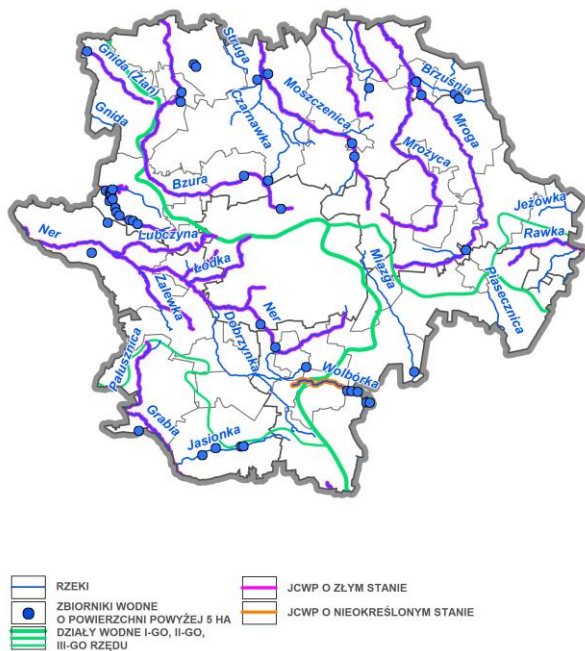 Struga
Gnida (Zian)
Brzuśnia
Moszczenica
Czarnawka
Gnida
Mroga
Mrożyca
Bzura
Jeżówka
Ner
Lubczyna
Rawka
Łódka
Miazga
Piasecznica
Zalewka
Ner
Dobrzynka
Pałusznica
Wolbórka
Grabia
Jasionka
RZEKI
ZBIORNIKI WODNE
O POWIERZCHNI POWYŻEJ 5 HA
DZIAŁY WODNE I-GO, II-GO,
III-GO RZĘDU
JCWP O ZŁYM STANIE
JCWP O NIEOKREŚLONYM STANIE